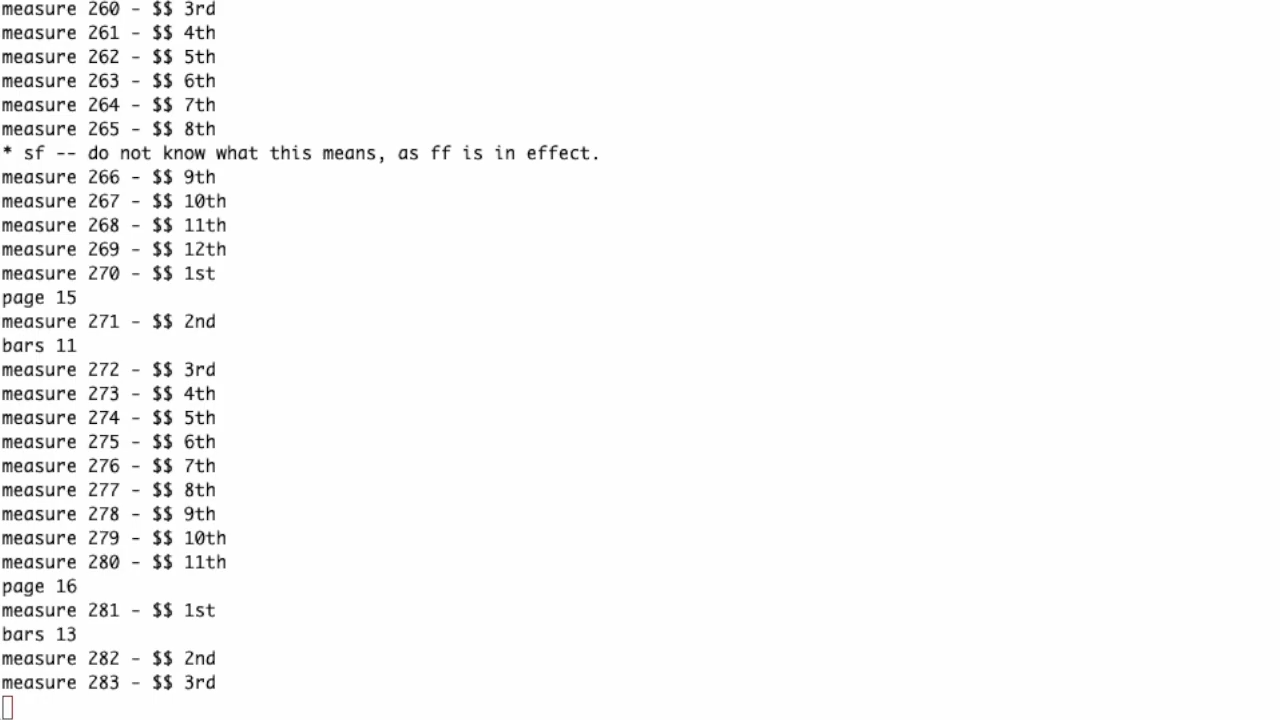 measure 260 - $$ 3rd
measure 261 - $$ 4th
measure 262 - $$ 5th
measure 263 - $$ 6th
measure 264 - $$ 7th
measure 265 - $$ 8th
* sf -- do not know what this means, as ff is in effect.
measure 266 - $$ 9th
measure 267 - $$ 10th
measure 268 - $$ 11th
measure 269 - $$ 12th
measure 270 - $$ 1st
page 15
measure 271 - $$ 2nd
bars 11
measure 272 - $$ 3rd
measure 273 - $$ 4th
measure 274 - $$ 5th
measure 275 - $$ 6th
measure 276 - $$ 7th
measure 277 - $$ 8th
measure 278 - $$ 9th
measure 279 - $$ 10th
measure 280 - $$ 11th
page 16
measure 281 - $$ 1st
bars 13
measure 282 - $$ 2nd
measure 283 - $$ 3rd